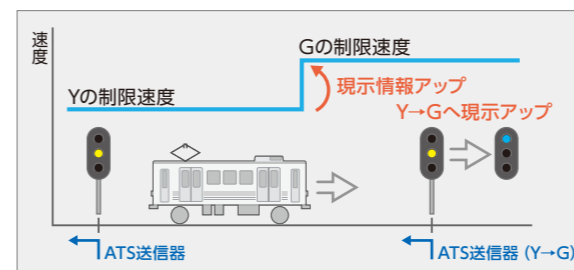 速度
Gの制限速度
Yの制限速度
現示情報アップ
Y→Gへ現示アップ
ATS送信器
ATS送信器（Y→G）